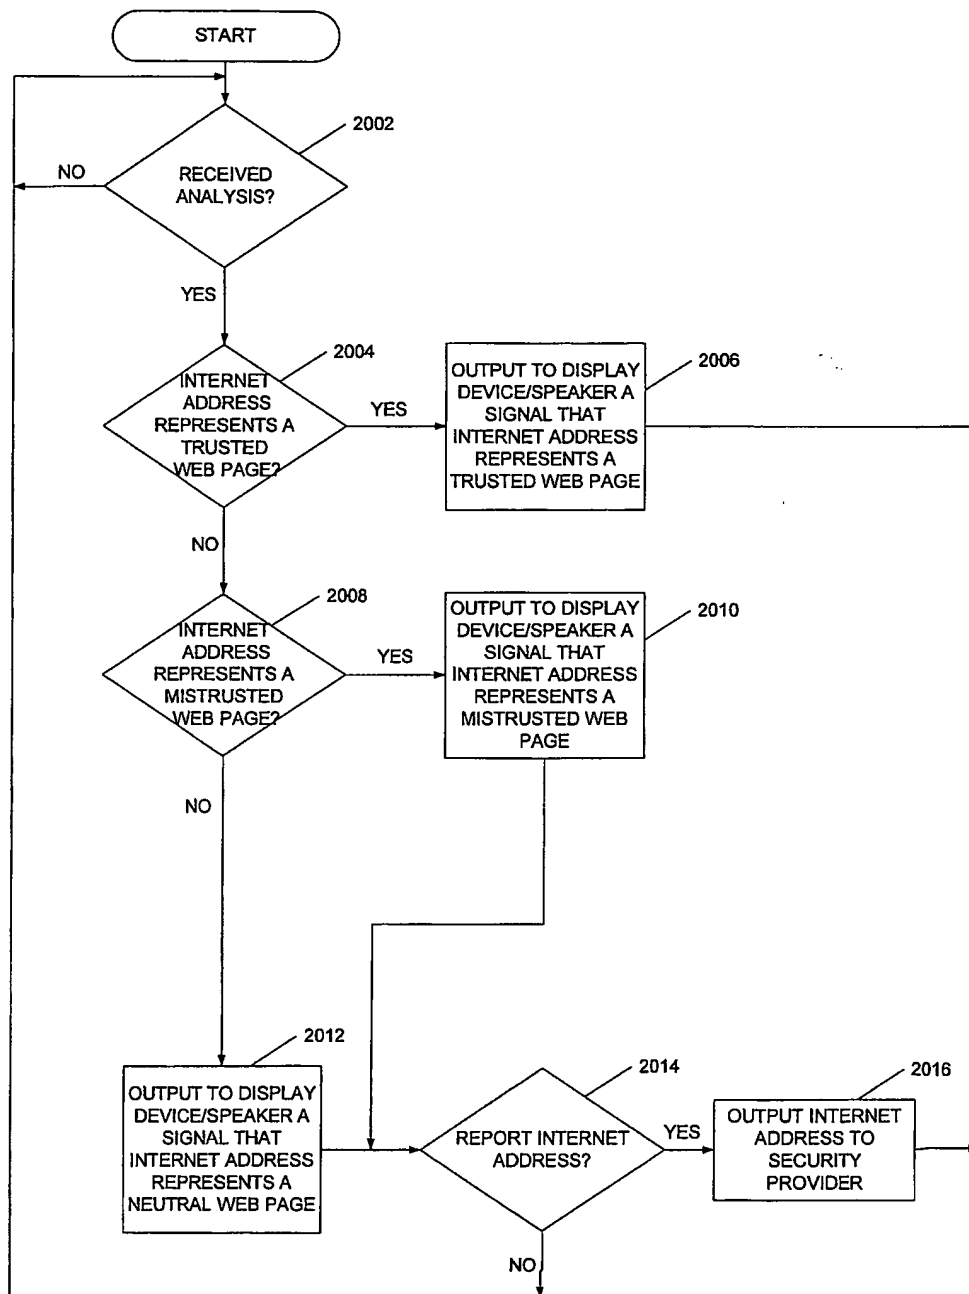 START
2002
NO
RECEIVED
ANALYSIS?
YES
2004
INTERNET
ADDRESS
REPRESENTS A
TRUSTED
WEB PAGE?
YES
OUTPUT TO DISPLAY
DEVICE/SPEAKER A
SIGNAL THAT
INTERNET ADDRESS
REPRESENTS A
TRUSTED WEB PAGE
2006
NO
2008
INTERNET
ADDRESS
REPRESENTS A
MISTRUSTED
WEB PAGE?
YES
OUTPUT TO DISPLAY
DEVICE/SPEAKER A
SIGNAL THAT
INTERNET ADDRESS
REPRESENTS A
MISTRUSTED WEB
PAGE
2010
NO
2012
OUTPUT TO DISPLAY
DEVICE/SPEAKER A
SIGNAL THAT
INTERNET ADDRESS
REPRESENTS A
NEUTRAL WEB PAGE
2014
REPORT INTERNET
ADDRESS?
YES
2016
OUTPUT INTERNET
ADDRESS TO
SECURITY
PROVIDER
NO